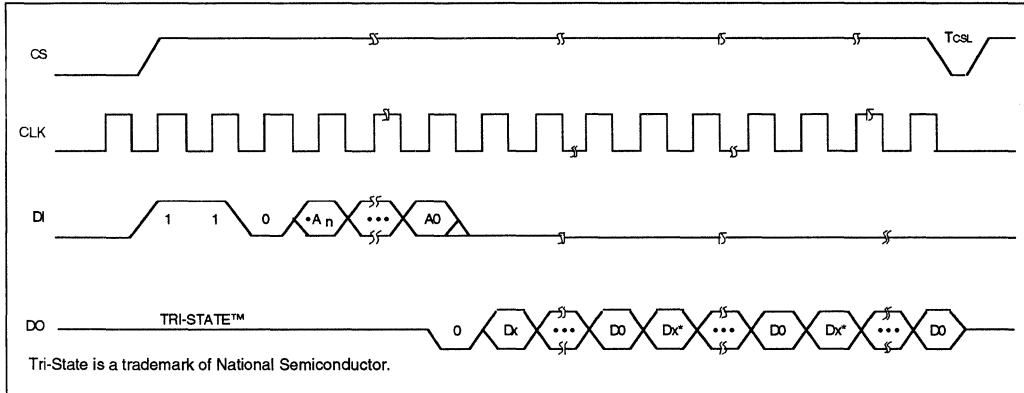 CS TCSL
CLK
DI 1 1 0 •An ••• A0
DO TRI-STATE™ 0 Dx ••• D0 Dx* ••• D0 Dx* ••• D0
Tri-State is a trademark of National Semiconductor.